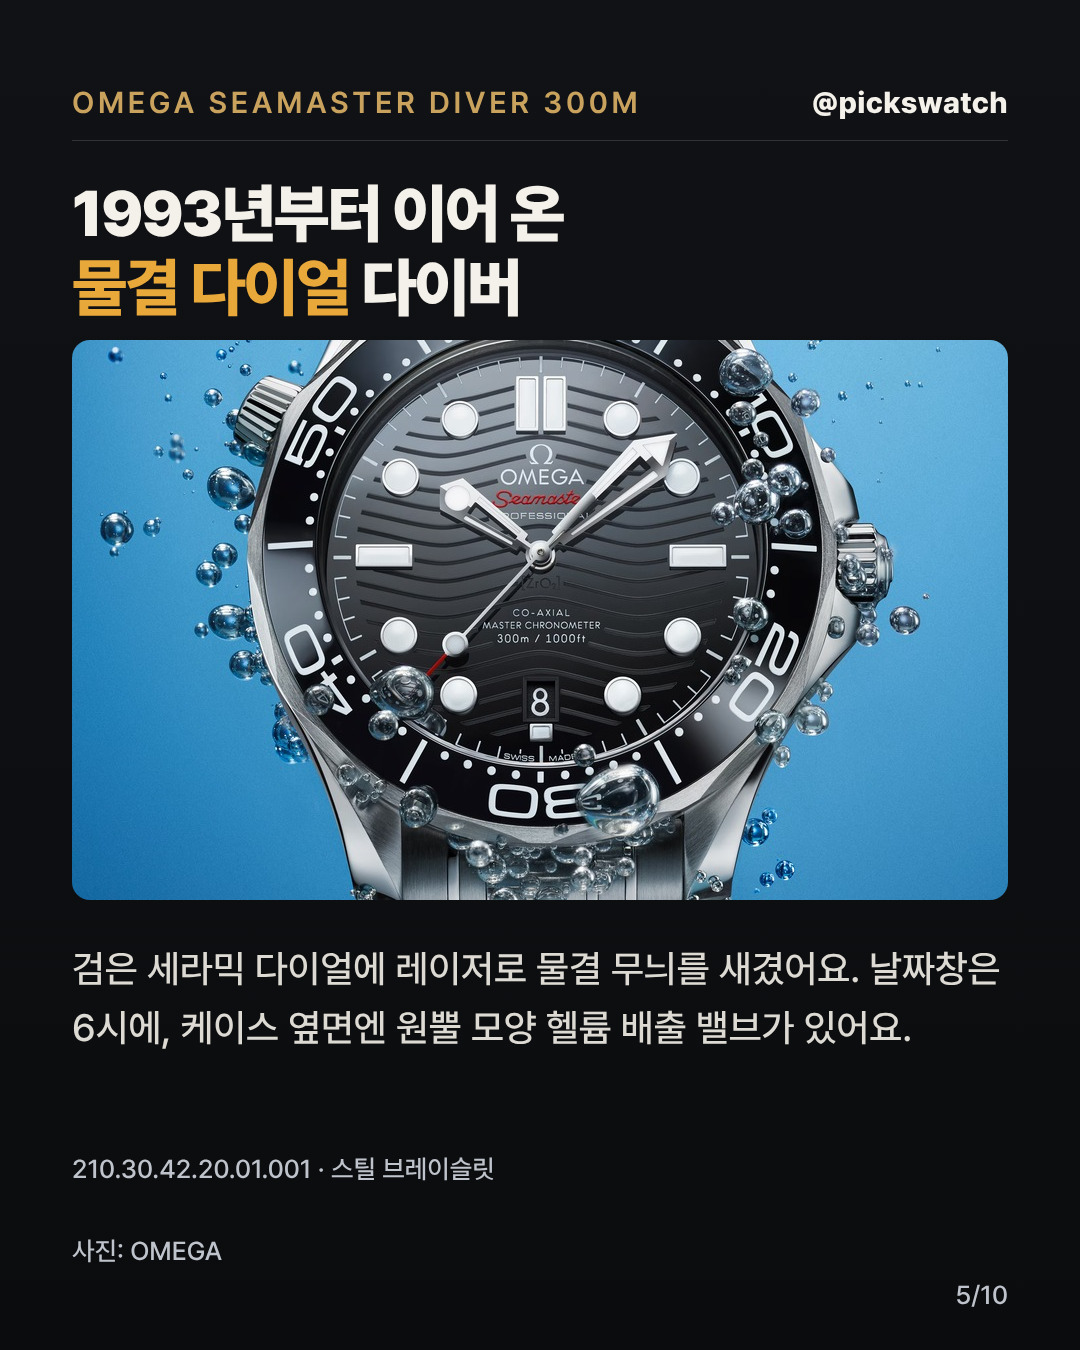 OMEGA SEAMASTER DIVER 300M
@pickswatch
1993년부터 이어 온
물결 다이얼 다이버
50
10
OMEGA
Seamaster
PROFESSIONAL
[ZrO₂]
CO-AXIAL
MASTER CHRONOMETER
300m / 1000ft
40
20
8
SWISS MADE
30
검은 세라믹 다이얼에 레이저로 물결 무늬를 새겼어요. 날짜창은
6시에, 케이스 옆면엔 원뿔 모양 헬륨 배출 밸브가 있어요.
210.30.42.20.01.001 · 스틸 브레이슬릿
사진: OMEGA
5/10